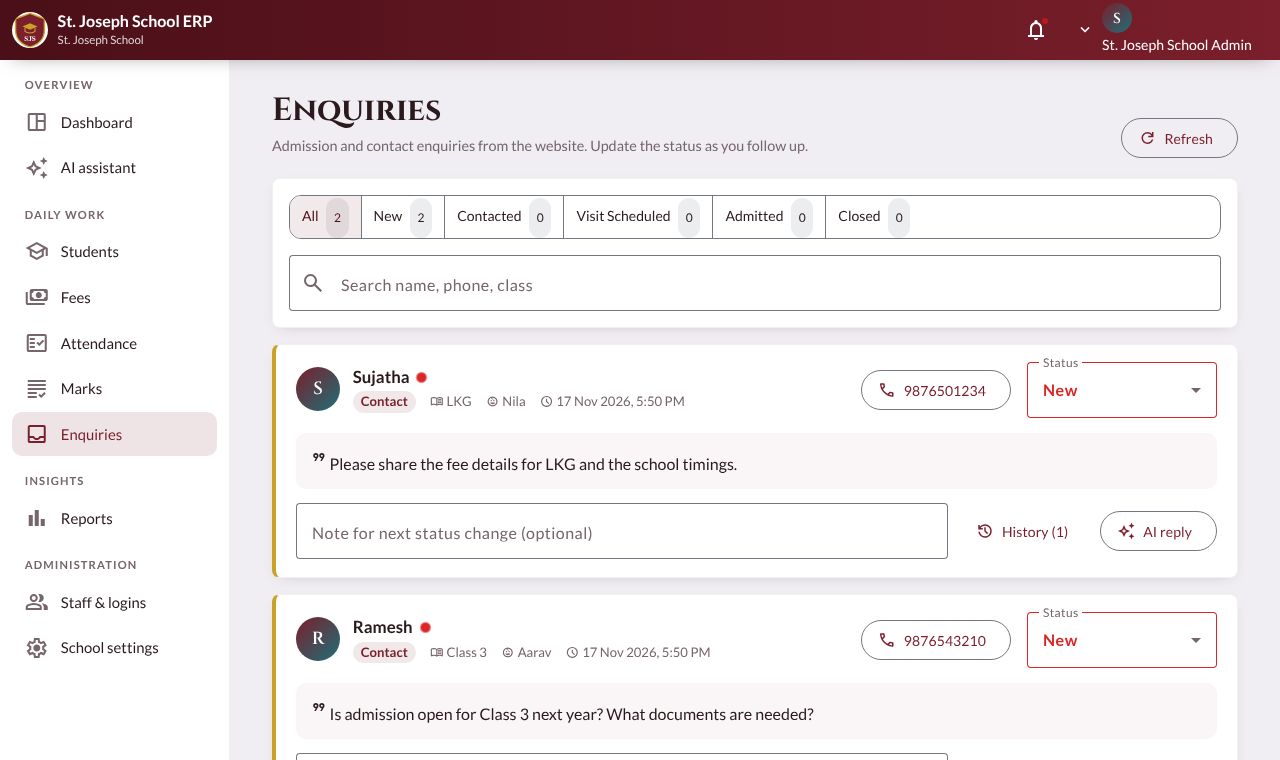 St. Joseph School ERP
St. Joseph School
SJS
S
St. Joseph School Admin
OVERVIEW
Dashboard
AI assistant
DAILY WORK
Students
Fees
Attendance
Marks
Enquiries
INSIGHTS
Reports
ADMINISTRATION
Staff & logins
School settings
Enquiries
Admission and contact enquiries from the website. Update the status as you follow up.
Refresh
All 2 New 2 Contacted 0 Visit Scheduled 0 Admitted 0 Closed 0
Search name, phone, class
S
Sujatha
Contact LKG Nila 17 Nov 2026, 5:50 PM
9876501234
Status
New
” Please share the fee details for LKG and the school timings.
Note for next status change (optional)
History (1)
AI reply
R
Ramesh
Contact Class 3 Aarav 17 Nov 2026, 5:50 PM
9876543210
Status
New
” Is admission open for Class 3 next year? What documents are needed?